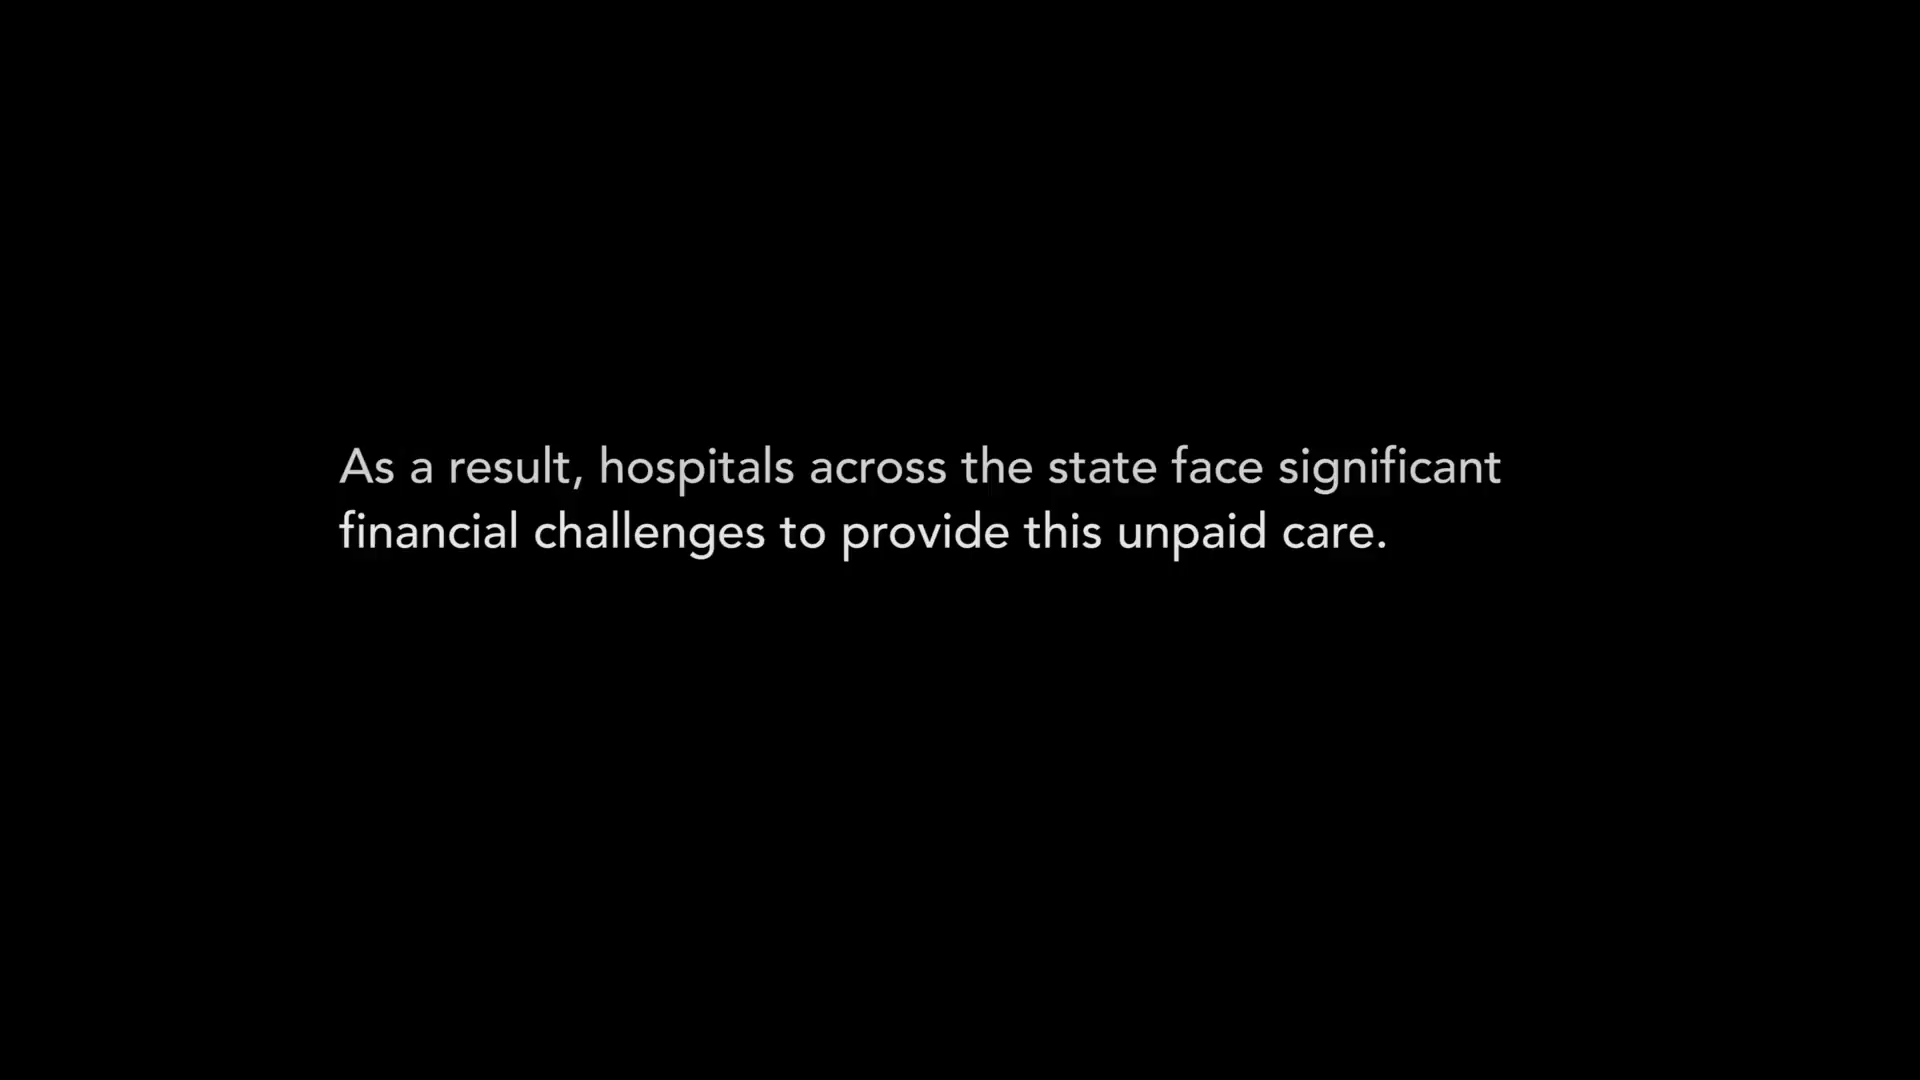 As a result, hospitals across the state face significant
financial challenges to provide this unpaid care.